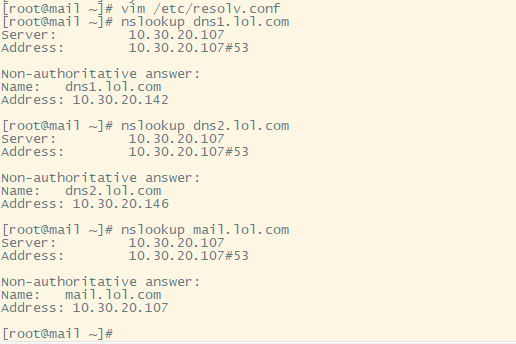 [root@mail ~]# vim /etc/resolv.conf
[root@mail ~]# nslookup dns1.lol.com
Server:         10.30.20.107
Address:        10.30.20.107#53

Non-authoritative answer:
Name:   dns1.lol.com
Address: 10.30.20.142

[root@mail ~]# nslookup dns2.lol.com
Server:         10.30.20.107
Address:        10.30.20.107#53

Non-authoritative answer:
Name:   dns2.lol.com
Address: 10.30.20.146

[root@mail ~]# nslookup mail.lol.com
Server:         10.30.20.107
Address:        10.30.20.107#53

Non-authoritative answer:
Name:   mail.lol.com
Address: 10.30.20.107

[root@mail ~]#